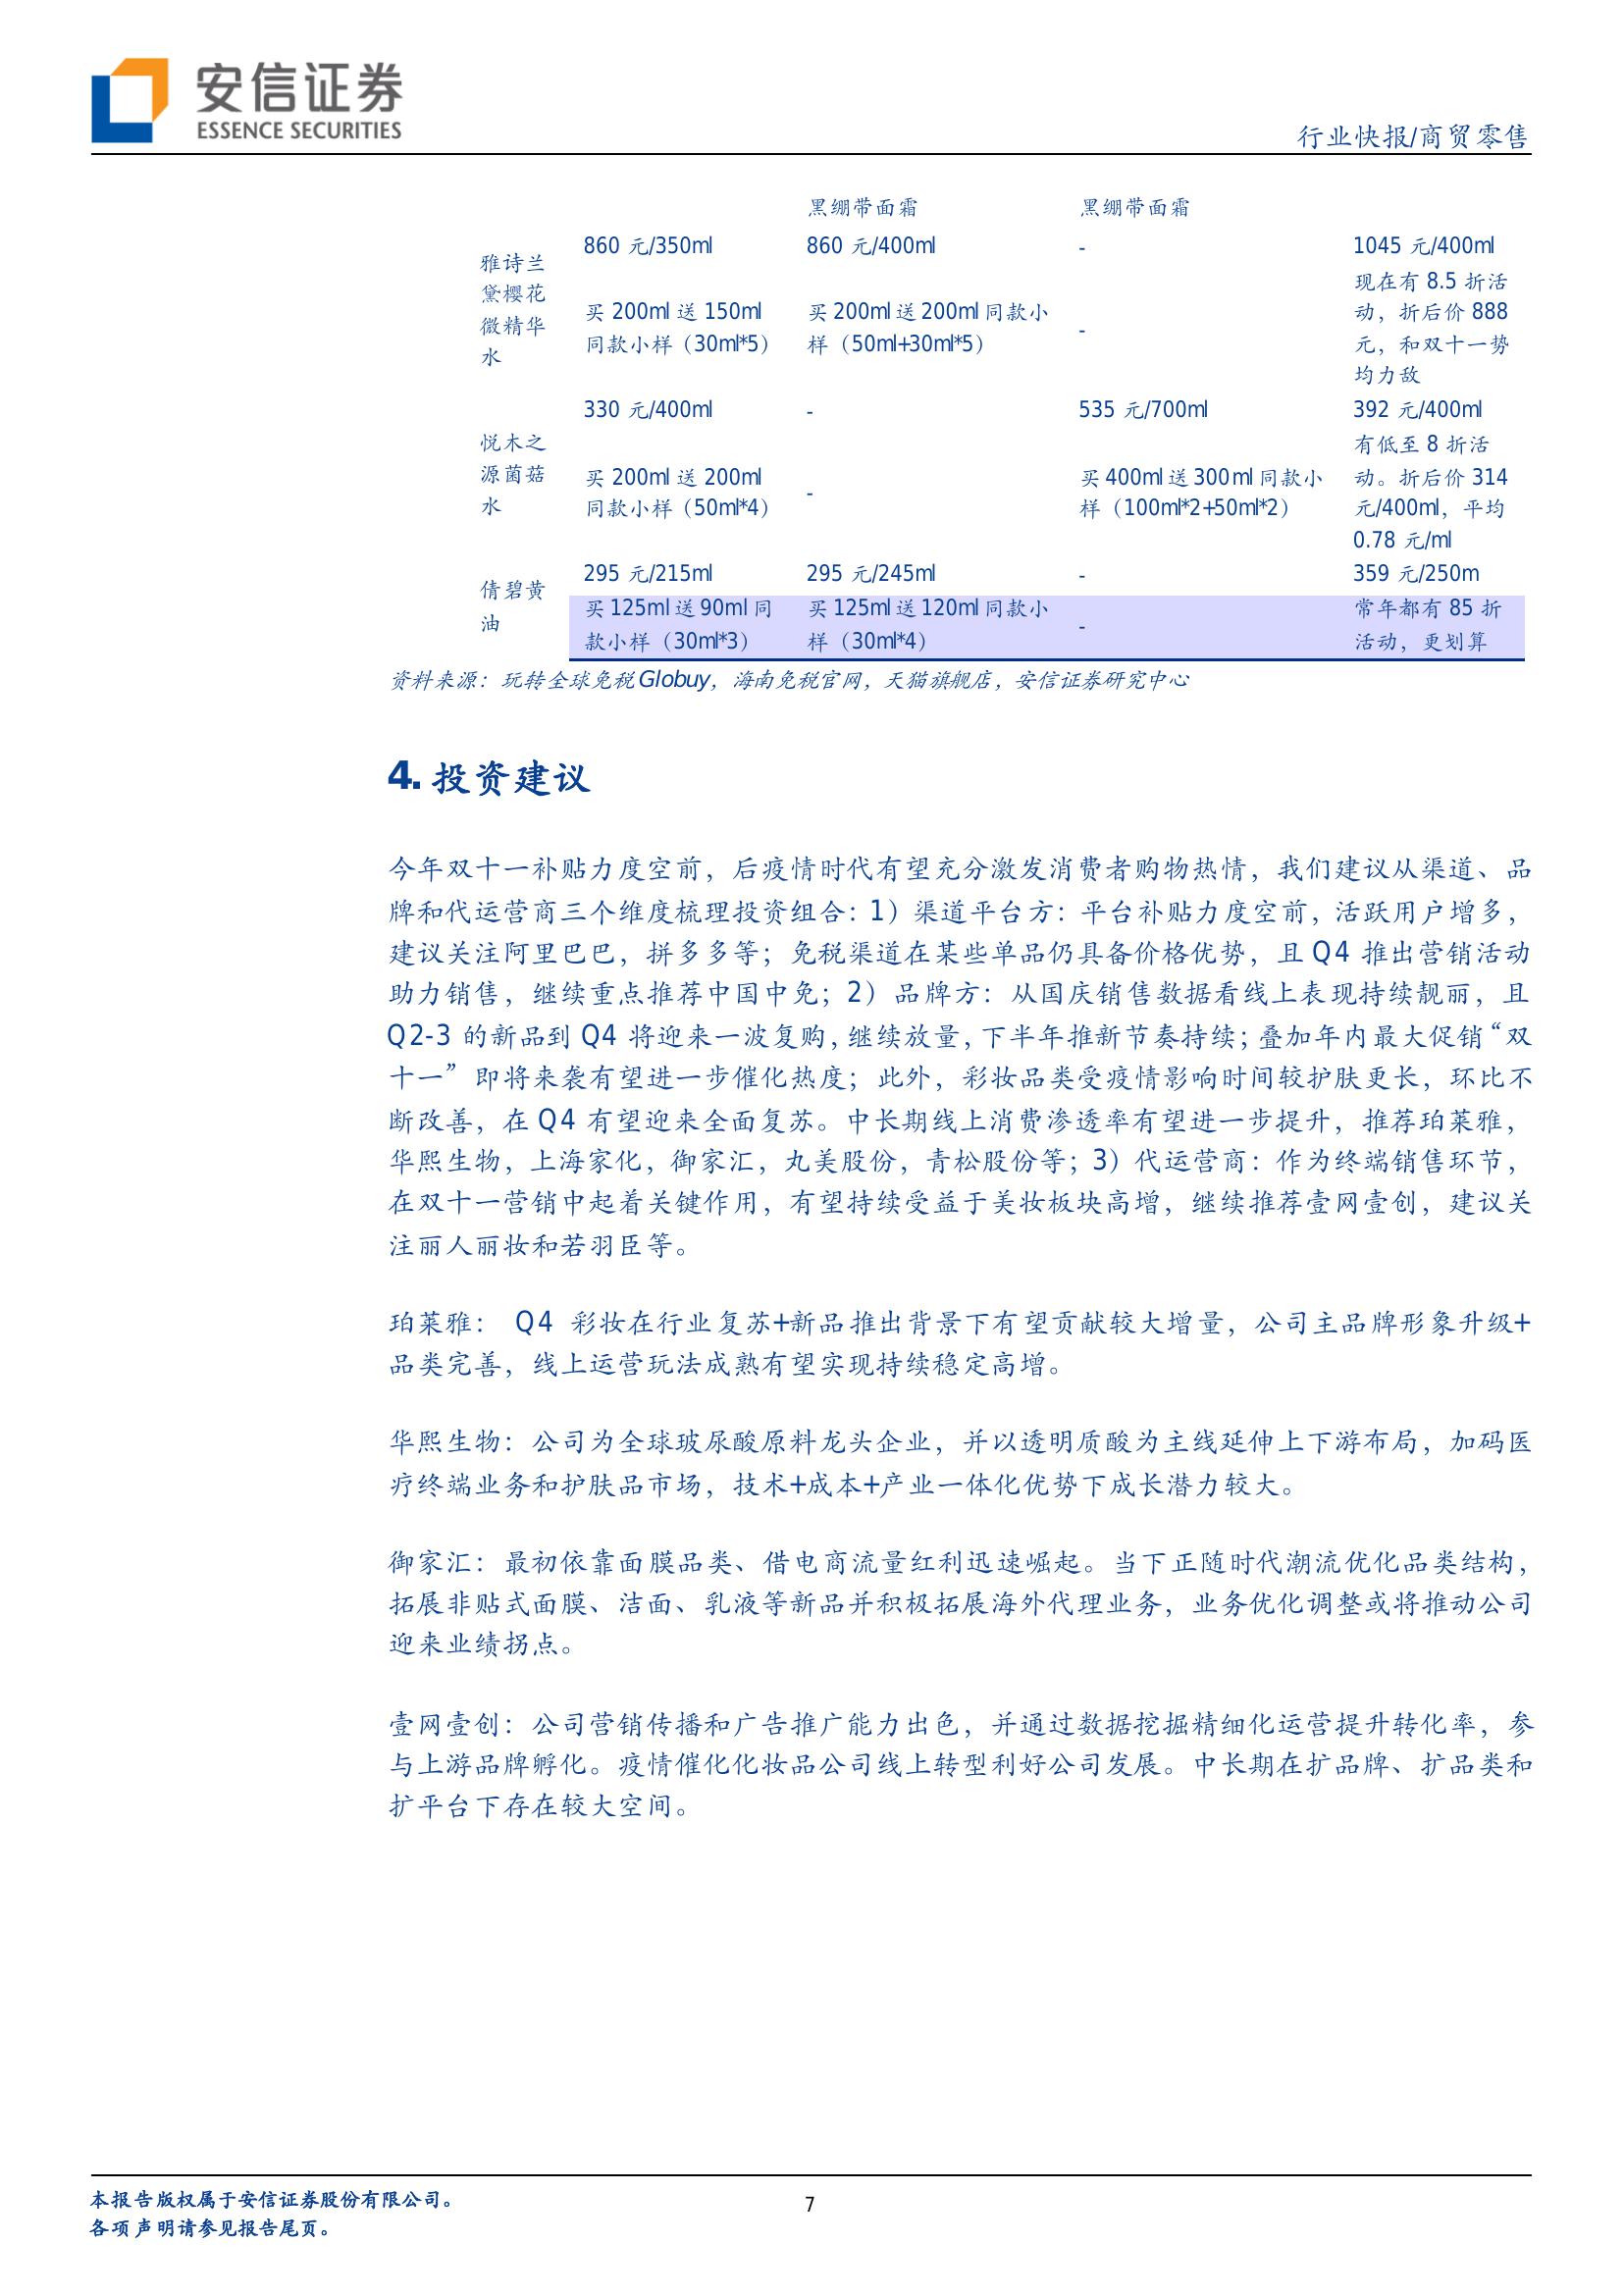 安信证券
ESSENCE SECURITIES
行业快报/商贸零售
黑绷带面霜 黑绷带面霜
雅诗兰
黛樱花
微精华
水
860 元/350ml 860 元/400ml - 1045 元/400ml
买 200ml 送 150ml
同款小样（30ml*5）
买 200ml 送 200ml 同款小
样（50ml+30ml*5）
-
现在有 8.5 折活
动，折后价 888
元，和双十一势
均力敌
悦木之
源菌菇
水
330 元/400ml - 535 元/700ml 392 元/400ml
买 200ml 送 200ml
同款小样（50ml*4）
-
买 400ml 送 300ml 同款小
样（100ml*2+50ml*2）
有低至 8 折活
动。折后价 314
元/400ml，平均
0.78 元/ml
倩碧黄
油
295 元/215ml 295 元/245ml - 359 元/250m
买 125ml 送 90ml 同
款小样（30ml*3）
买 125ml 送 120ml 同款小
样（30ml*4）
-
常年都有 85 折
活动，更划算
资料来源：玩转全球免税 Globuy，海南免税官网，天猫旗舰店，安信证券研究中心
4. 投资建议
今年双十一补贴力度空前，后疫情时代有望充分激发消费者购物热情，我们建议从渠道、品
牌和代运营商三个维度梳理投资组合：1）渠道平台方：平台补贴力度空前，活跃用户增多，
建议关注阿里巴巴，拼多多等；免税渠道在某些单品仍具备价格优势，且 Q4 推出营销活动
助力销售，继续重点推荐中国中免；2）品牌方：从国庆销售数据看线上表现持续靓丽，且
Q2-3 的新品到 Q4 将迎来一波复购，继续放量，下半年推新节奏持续；叠加年内最大促销“双
十一”即将来袭有望进一步催化热度；此外，彩妆品类受疫情影响时间较护肤更长，环比不
断改善，在 Q4 有望迎来全面复苏。中长期线上消费渗透率有望进一步提升，推荐珀莱雅，
华熙生物，上海家化，御家汇，丸美股份，青松股份等；3）代运营商：作为终端销售环节，
在双十一营销中起着关键作用，有望持续受益于美妆板块高增，继续推荐壹网壹创，建议关
注丽人丽妆和若羽臣等。
珀莱雅： Q4 彩妆在行业复苏+新品推出背景下有望贡献较大增量，公司主品牌形象升级+
品类完善，线上运营玩法成熟有望实现持续稳定高增。
华熙生物：公司为全球玻尿酸原料龙头企业，并以透明质酸为主线延伸上下游布局，加码医
疗终端业务和护肤品市场，技术+成本+产业一体化优势下成长潜力较大。
御家汇：最初依靠面膜品类、借电商流量红利迅速崛起。当下正随时代潮流优化品类结构，
拓展非贴式面膜、洁面、乳液等新品并积极拓展海外代理业务，业务优化调整或将推动公司
迎来业绩拐点。
壹网壹创：公司营销传播和广告推广能力出色，并通过数据挖掘精细化运营提升转化率，参
与上游品牌孵化。疫情催化化妆品公司线上转型利好公司发展。中长期在扩品牌、扩品类和
扩平台下存在较大空间。
本报告版权属于安信证券股份有限公司。
各项声明请参见报告尾页。
7